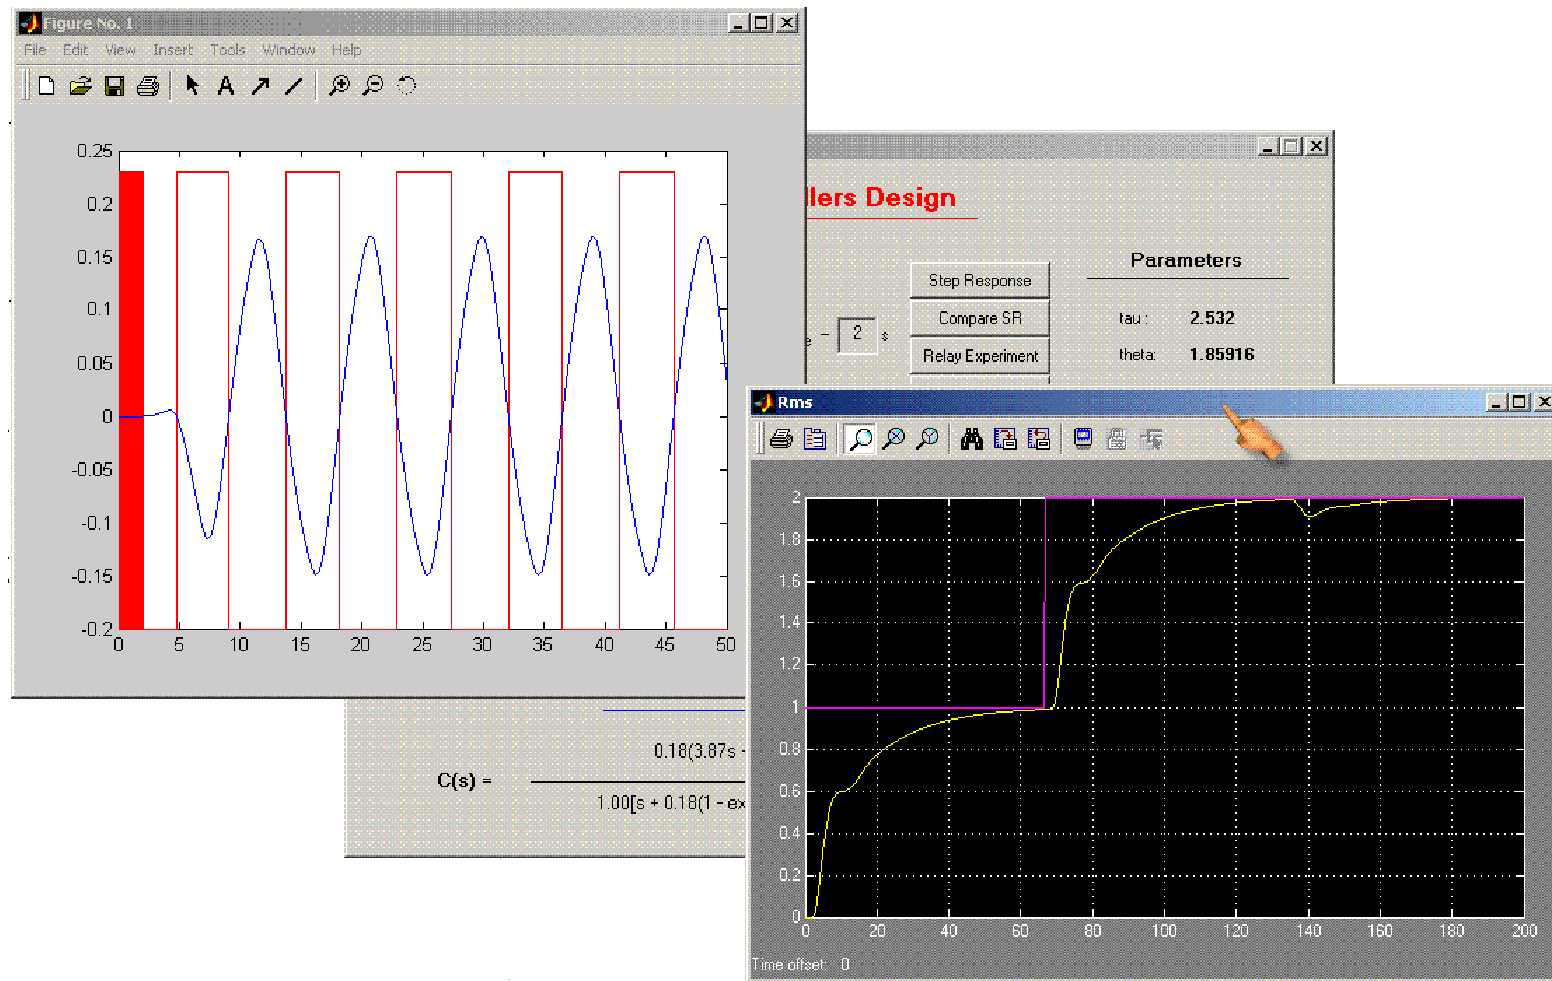 Figure No. 1
File Edit View Insert Tools Window Help
0.25
0.2
0.15
0.1
0.05
0
-0.05
-0.1
-0.15
-0.2
0 5 10 15 20 25 30 35 40 45 50
llers Design
Step Response
Compare SR
Relay Experiment
e = 2 s
Parameters
tau : 2.532
theta: 1.85916
C(s) =
0.18(3.87s
1.00[s + 0.18(1 - ex
Rms
2
1.8
1.6
1.4
1.2
1
0.8
0.6
0.4
0.2
0
0 20 40 60 80 100 120 140 160 180 200
Time offset: 0